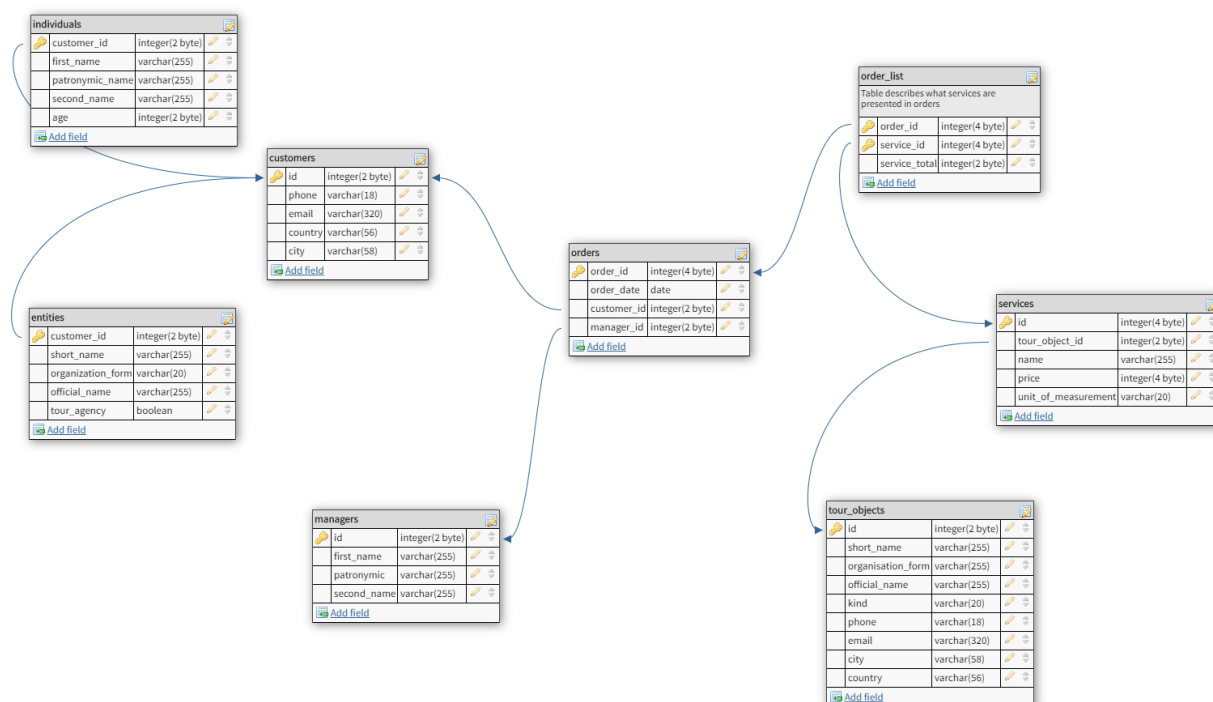 individuals
customer_id integer(2 byte)
first_name varchar(255)
patronymic_name varchar(255)
second_name varchar(255)
age integer(2 byte)
Add field
customers
id integer(2 byte)
phone varchar(18)
email varchar(320)
country varchar(56)
city varchar(58)
Add field
entities
customer_id integer(2 byte)
short_name varchar(255)
organization_form varchar(20)
official_name varchar(255)
tour_agency boolean
Add field
managers
id integer(2 byte)
first_name varchar(255)
patronymic varchar(255)
second_name varchar(255)
Add field
orders
order_id integer(4 byte)
order_date date
customer_id integer(2 byte)
manager_id integer(2 byte)
Add field
order_list
Table describes what services are
presented in orders
order_id integer(4 byte)
service_id integer(4 byte)
service_total integer(2 byte)
Add field
services
id integer(4 byte)
tour_object_id integer(2 byte)
name varchar(255)
price integer(4 byte)
unit_of_measurement varchar(20)
Add field
tour_objects
id integer(2 byte)
short_name varchar(255)
organisation_form varchar(255)
official_name varchar(255)
kind varchar(20)
phone varchar(18)
email varchar(320)
city varchar(58)
country varchar(56)
Add field